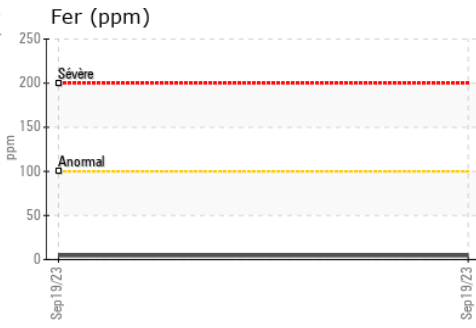 Fer (ppm)
250
Sévère
200
150
ppm
Anormal
100
50
0
Sep19/23
Sep19/23